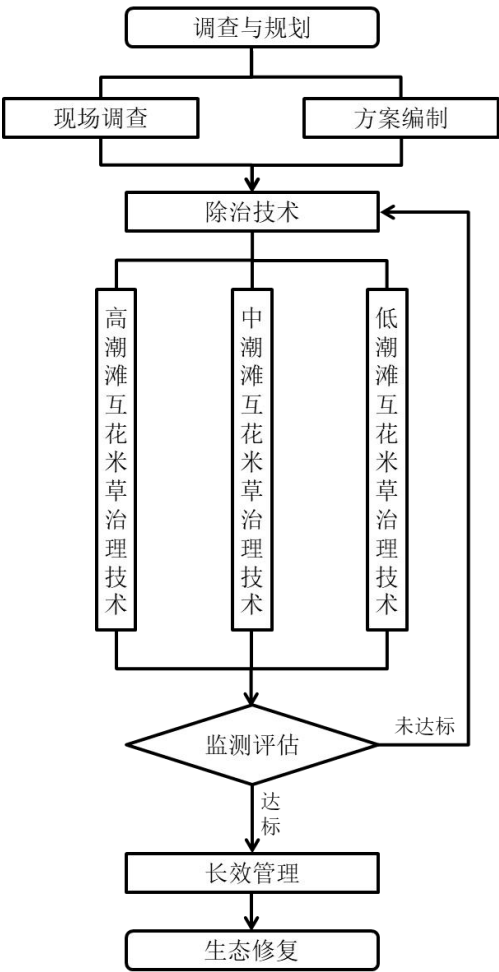 调查与规划
现场调查
方案编制
除治技术
高潮滩互花米草治理技术
中潮滩互花米草治理技术
低潮滩互花米草治理技术
监测评估
未达标
达标
长效管理
生态修复